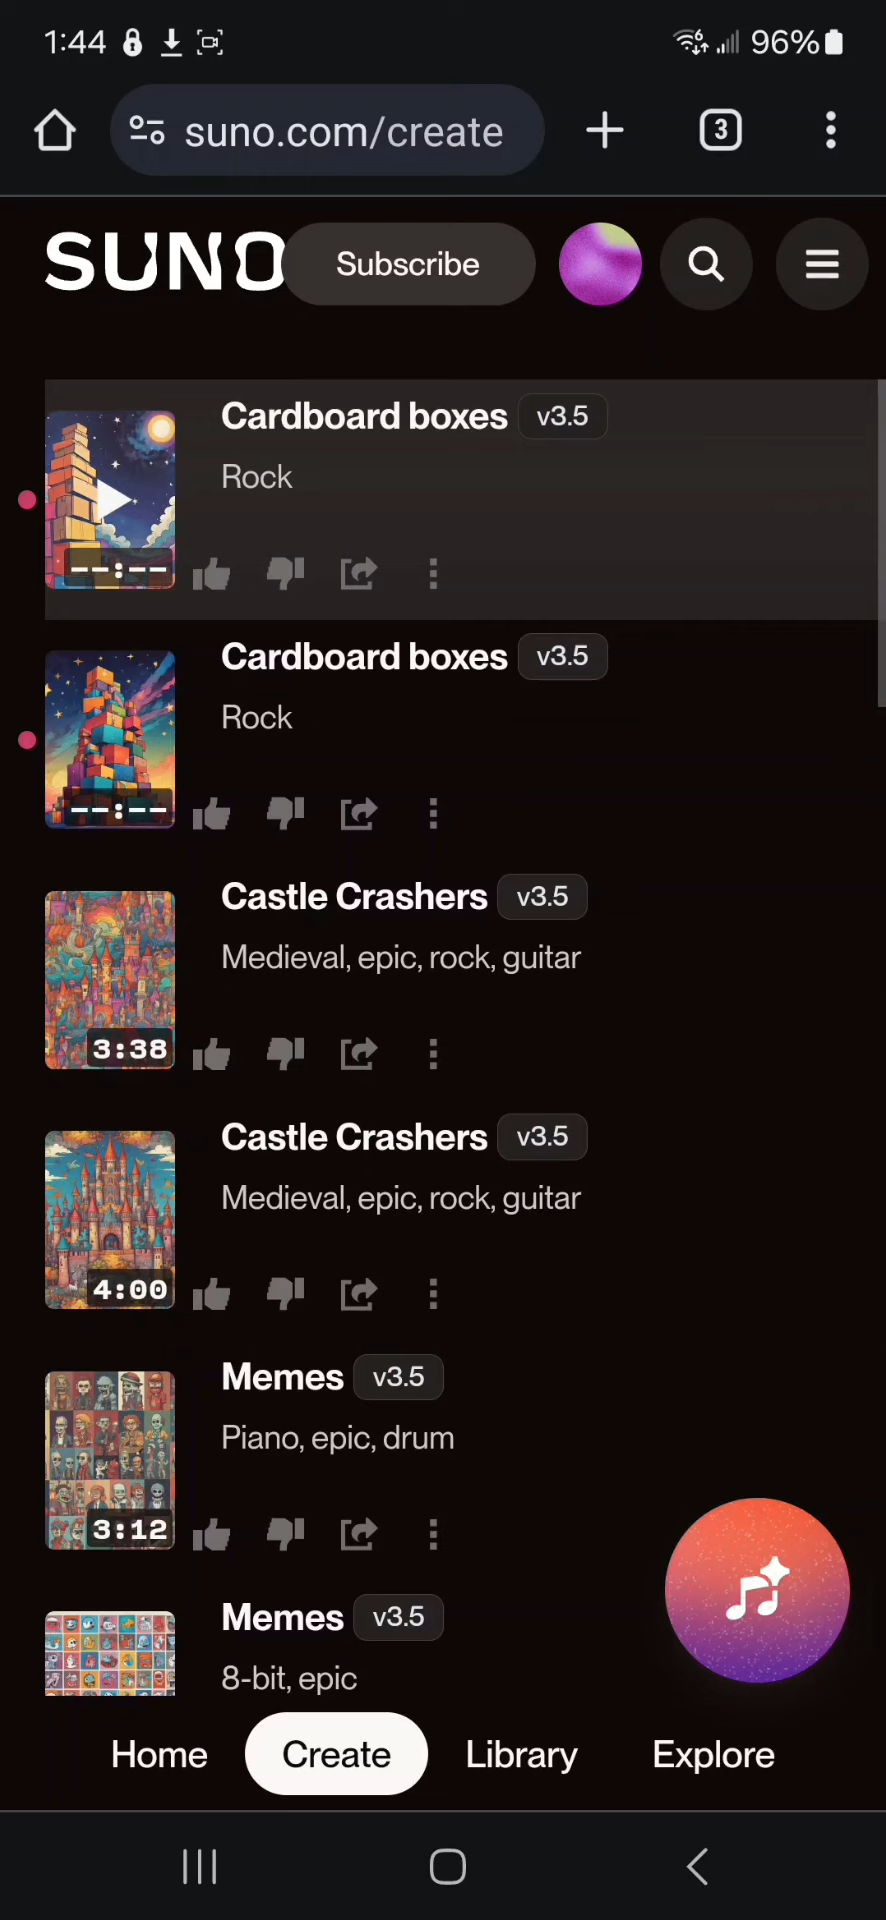 1:44 96%
suno.com/create 3
SUNO Subscribe
Cardboard boxes v3.5
Rock
--:--
Cardboard boxes v3.5
Rock
--:--
Castle Crashers v3.5
Medieval, epic, rock, guitar
3:38
Castle Crashers v3.5
Medieval, epic, rock, guitar
4:00
Memes v3.5
Piano, epic, drum
3:12
Memes v3.5
8-bit, epic
Home Create Library Explore